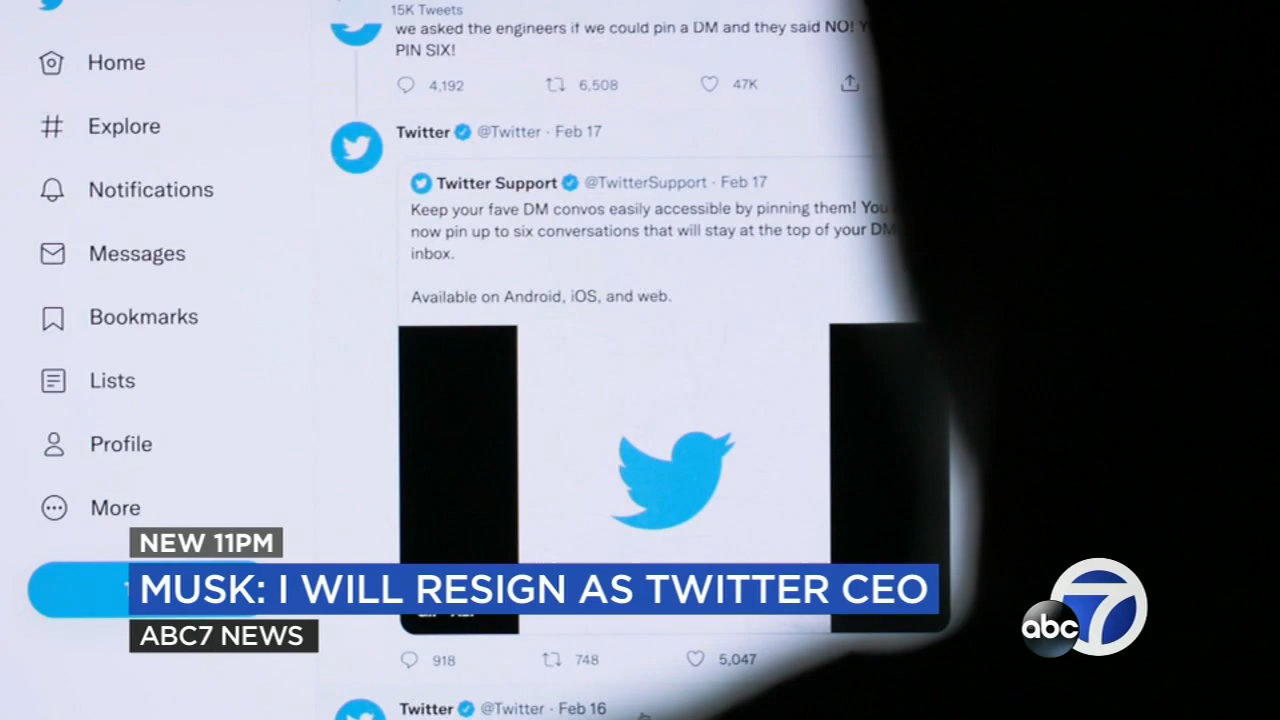 15K Tweets
we asked the engineers if we could pin a DM and they said NO!
PIN SIX!
4,192 6,508 47K
Home
Explore
Notifications
Messages
Bookmarks
Lists
Profile
More
Twitter @Twitter · Feb 17
Twitter Support @TwitterSupport · Feb 17
Keep your fave DM convos easily accessible by pinning them! You
now pin up to six conversations that will stay at the top of your DM
inbox.
Available on Android, iOS, and web.
NEW 11PM
MUSK: I WILL RESIGN AS TWITTER CEO
ABC7 NEWS
abc 7
918 748 5,047
Twitter @Twitter · Feb 16